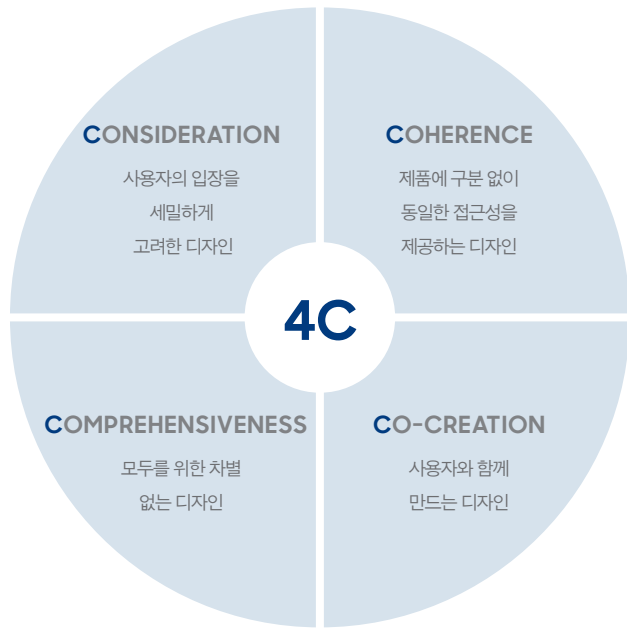 CONSIDERATION
사용자의 입장을
세밀하게
고려한 디자인
COHERENCE
제품에 구분 없이
동일한 접근성을
제공하는 디자인
4C
COMPREHENSIVENESS
모두를 위한 차별
없는 디자인
CO-CREATION
사용자와 함께
만드는 디자인